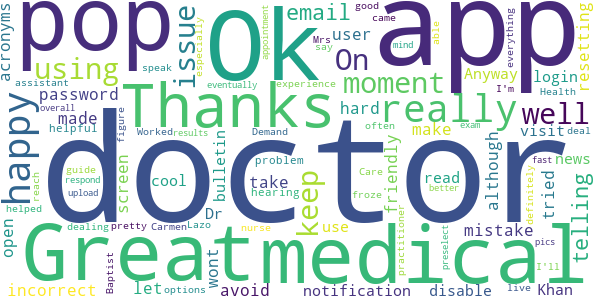 acronyms pop issue Ok email good came Mrs say app mind able everything resetting
especially appointment user
using On moment Anyway login Health
assistant speak eventually experience I'm
password Thanks really well
happy overall made hard make visit deal
helpful figure Worked results Demand often exam
screen doctor problem guide cool take hearing Care froze friendly read better although news fast
respond upload reach bulletin keep practitioner tried definitely telling
open helped pretty Carmen Dr Lazo use mistake
dealing nurse preselect pics
Great medical
Baptist wont I'll
incorrect let options avoid notification disable live Khan